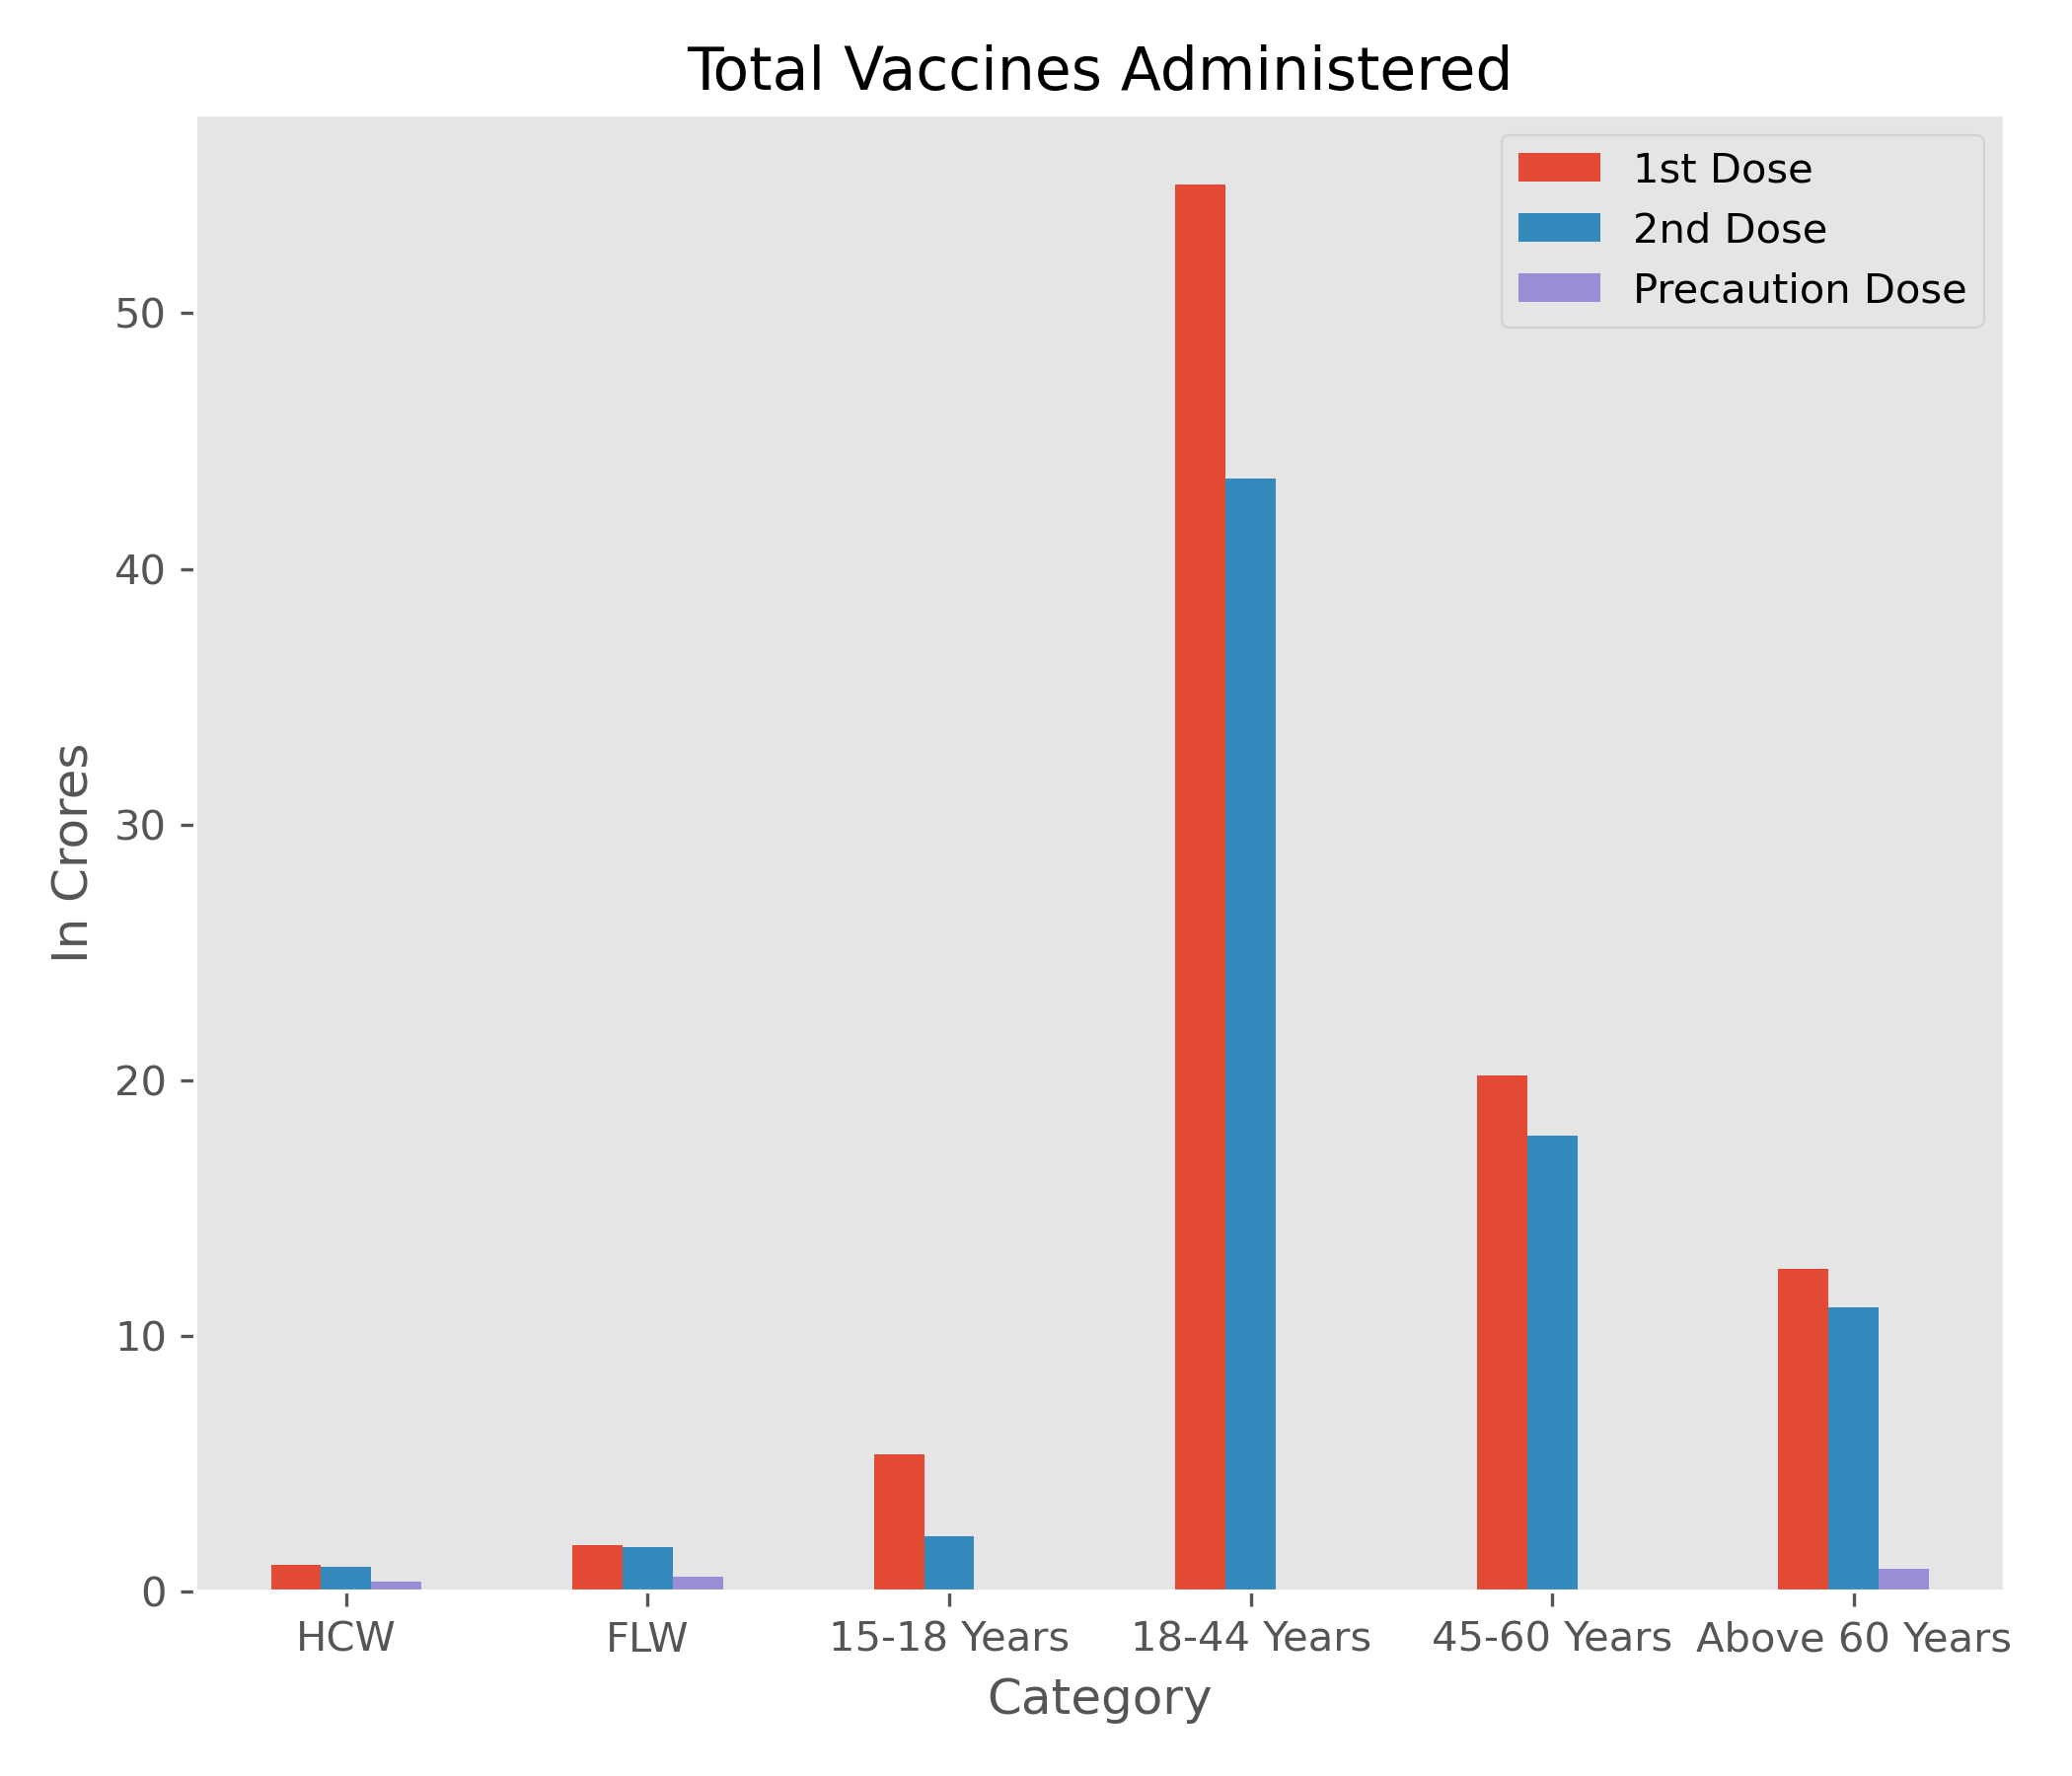 Total Vaccines Administered
1st Dose
2nd Dose
Precaution Dose
50
40
30
20
10
0
In Crores
HCW
FLW
15-18 Years
18-44 Years
45-60 Years
Above 60 Years
Category